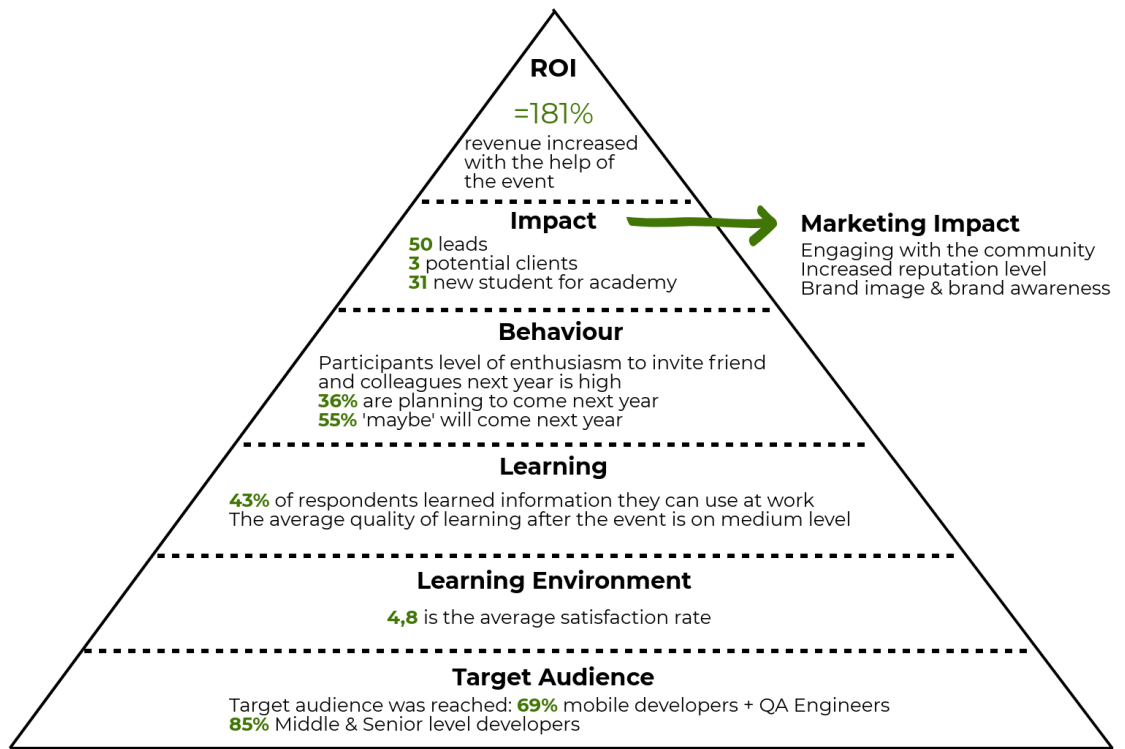 ROI
=181%
revenue increased
with the help of
the event
Impact
50 leads
3 potential clients
31 new student for academy
Marketing Impact
Engaging with the community
Increased reputation level
Brand image & brand awareness
Behaviour
Participants level of enthusiasm to invite friend
and colleagues next year is high
36% are planning to come next year
55% 'maybe' will come next year
Learning
43% of respondents learned information they can use at work
The average quality of learning after the event is on medium level
Learning Environment
4,8 is the average satisfaction rate
Target Audience
Target audience was reached: 69% mobile developers + QA Engineers
85% Middle & Senior level developers